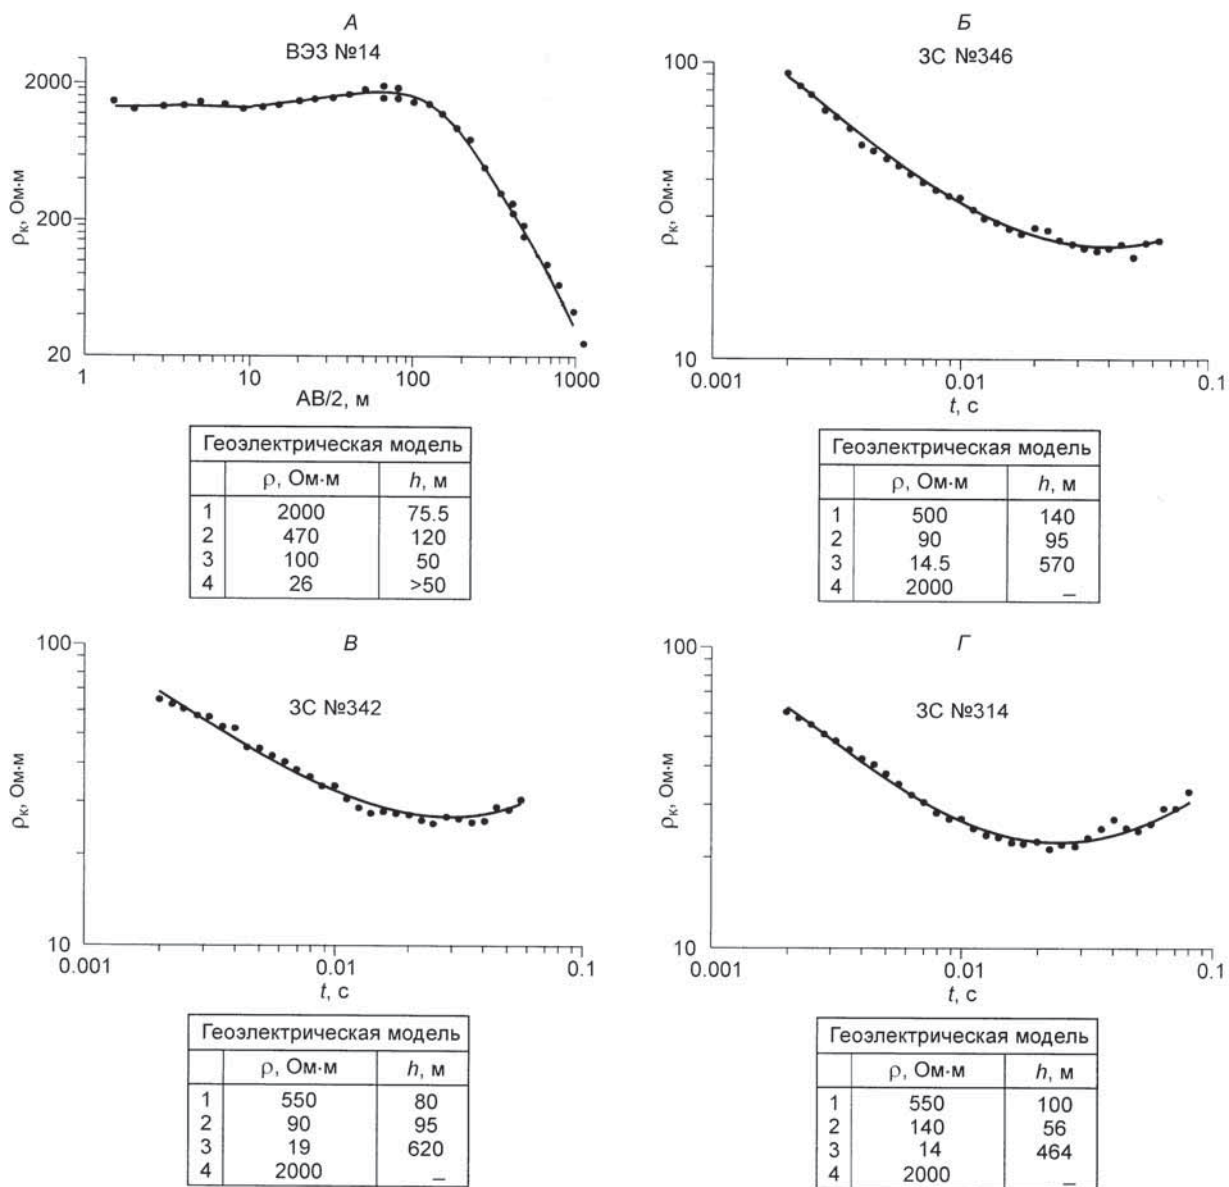 А
ВЭЗ №14
2000
200
20
ρк, Ом·м
1
10
100
1000
АВ/2, м
Геоэлектрическая модель
ρ, Ом·м h, м
1 2000 75.5
2 470 120
3 100 50
4 26 >50
Б
ЗС №346
100
10
ρк, Ом·м
0.001
0.01
0.1
t, с
Геоэлектрическая модель
ρ, Ом·м h, м
1 500 140
2 90 95
3 14.5 570
4 2000 –
В
ЗС №342
100
10
ρк, Ом·м
0.001
0.01
0.1
t, с
Геоэлектрическая модель
ρ, Ом·м h, м
1 550 80
2 90 95
3 19 620
4 2000 –
Г
ЗС №314
100
10
ρк, Ом·м
0.001
0.01
0.1
t, с
Геоэлектрическая модель
ρ, Ом·м h, м
1 550 100
2 140 56
3 14 464
4 2000 –